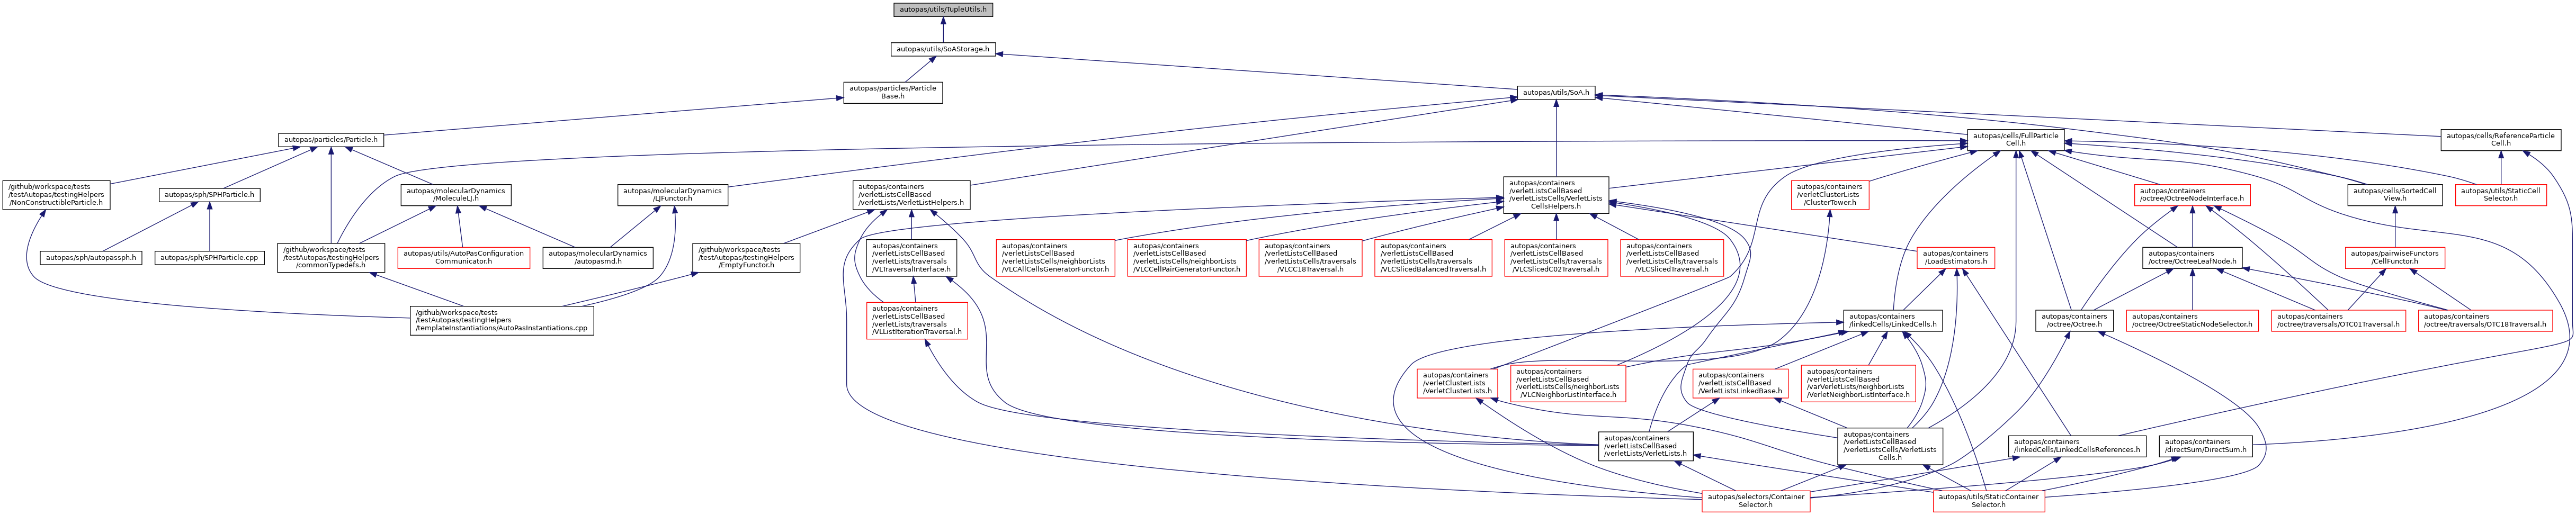 autopas/utils/TupleUtils.h
autopas/utils/SoAStorage.h
autopas/particles/Particle
Base.h
autopas/utils/SoA.h
autopas/particles/Particle.h
autopas/cells/FullParticle
Cell.h
autopas/cells/ReferenceParticle
Cell.h
/github/workspace/tests
/testAutopas/testingHelpers
/NonConstructibleParticle.h
autopas/sph/SPHParticle.h
autopas/molecularDynamics
/MoleculeLJ.h
autopas/molecularDynamics
/LJFunctor.h
autopas/containers
/verletListsCellBased
/verletLists/VerletListHelpers.h
autopas/containers
/verletListsCellBased
/verletListsCells/VerletLists
CellsHelpers.h
autopas/containers
/verletClusterLists
/ClusterTower.h
autopas/containers
/octree/OctreeNodeInterface.h
autopas/cells/SortedCell
View.h
autopas/utils/StaticCell
Selector.h
autopas/sph/autopassph.h
autopas/sph/SPHParticle.cpp
/github/workspace/tests
/testAutopas/testingHelpers
/commonTypedefs.h
autopas/utils/AutoPasConfiguration
Communicator.h
autopas/molecularDynamics
/autopasmd.h
/github/workspace/tests
/testAutopas/testingHelpers
/EmptyFunctor.h
autopas/containers
/verletListsCellBased
/verletLists/traversals
/VLTraversalInterface.h
autopas/containers
/verletListsCellBased
/verletListsCells/neighborLists
/VLCAllCellsGeneratorFunctor.h
autopas/containers
/verletListsCellBased
/verletListsCells/neighborLists
/VLCCellPairGeneratorFunctor.h
autopas/containers
/verletListsCellBased
/verletListsCells/traversals
/VLCC18Traversal.h
autopas/containers
/verletListsCellBased
/verletListsCells/traversals
/VLCSlicedBalancedTraversal.h
autopas/containers
/verletListsCellBased
/verletListsCells/traversals
/VLCSlicedC02Traversal.h
autopas/containers
/verletListsCellBased
/verletListsCells/traversals
/VLCSlicedTraversal.h
autopas/containers
/LoadEstimators.h
autopas/containers
/octree/OctreeLeafNode.h
autopas/pairwiseFunctors
/CellFunctor.h
/github/workspace/tests
/testAutopas/testingHelpers
/templateInstantiations/AutoPasInstantiations.cpp
autopas/containers
/verletListsCellBased
/verletLists/traversals
/VLListIterationTraversal.h
autopas/containers
/linkedCells/LinkedCells.h
autopas/containers
/octree/Octree.h
autopas/containers
/octree/OctreeStaticNodeSelector.h
autopas/containers
/octree/traversals/OTC01Traversal.h
autopas/containers
/octree/traversals/OTC18Traversal.h
autopas/containers
/verletClusterLists
/VerletClusterLists.h
autopas/containers
/verletListsCellBased
/verletListsCells/neighborLists
/VLCNeighborListInterface.h
autopas/containers
/verletListsCellBased
/VerletListsLinkedBase.h
autopas/containers
/verletListsCellBased
/varVerletLists/neighborLists
/VerletNeighborListInterface.h
autopas/containers
/verletListsCellBased
/verletLists/VerletLists.h
autopas/containers
/verletListsCellBased
/verletListsCells/VerletLists
Cells.h
autopas/containers
/linkedCells/LinkedCellsReferences.h
autopas/containers
/directSum/DirectSum.h
autopas/selectors/Container
Selector.h
autopas/utils/StaticContainer
Selector.h